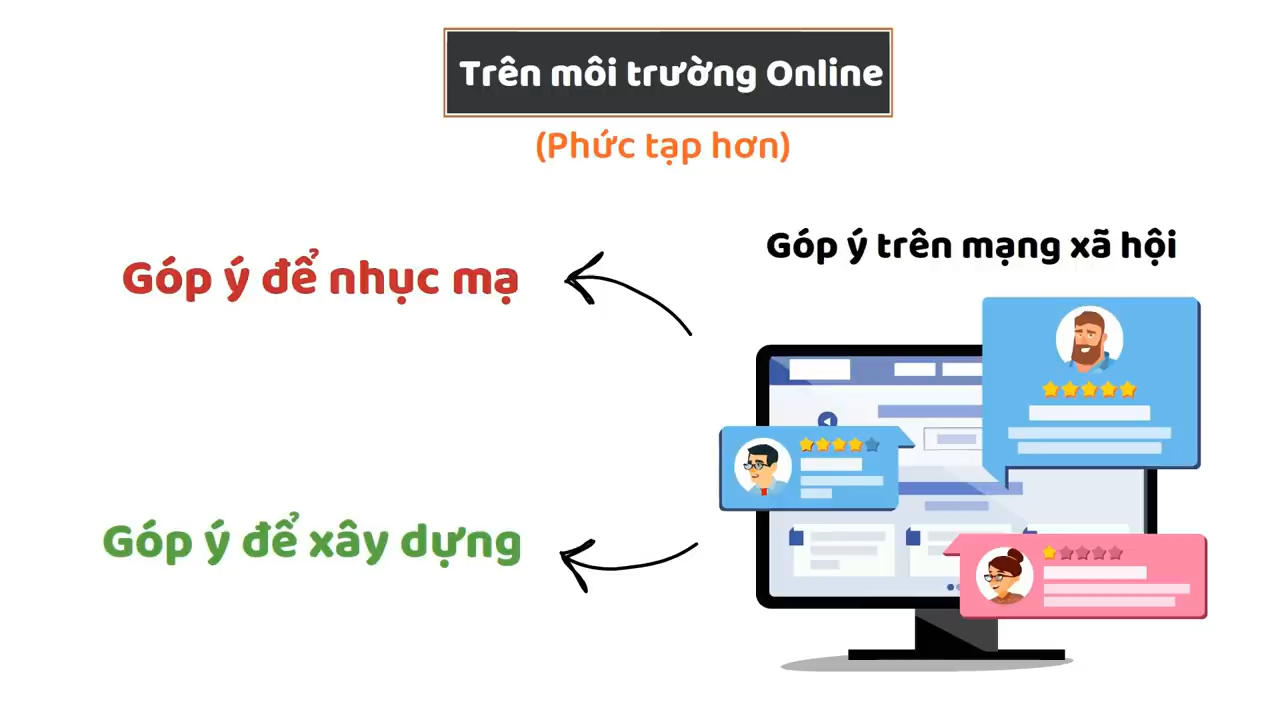 Trên môi trường Online
(Phức tạp hơn)
Góp ý trên mạng xã hội
Góp ý để nhục mạ
Góp ý để xây dựng